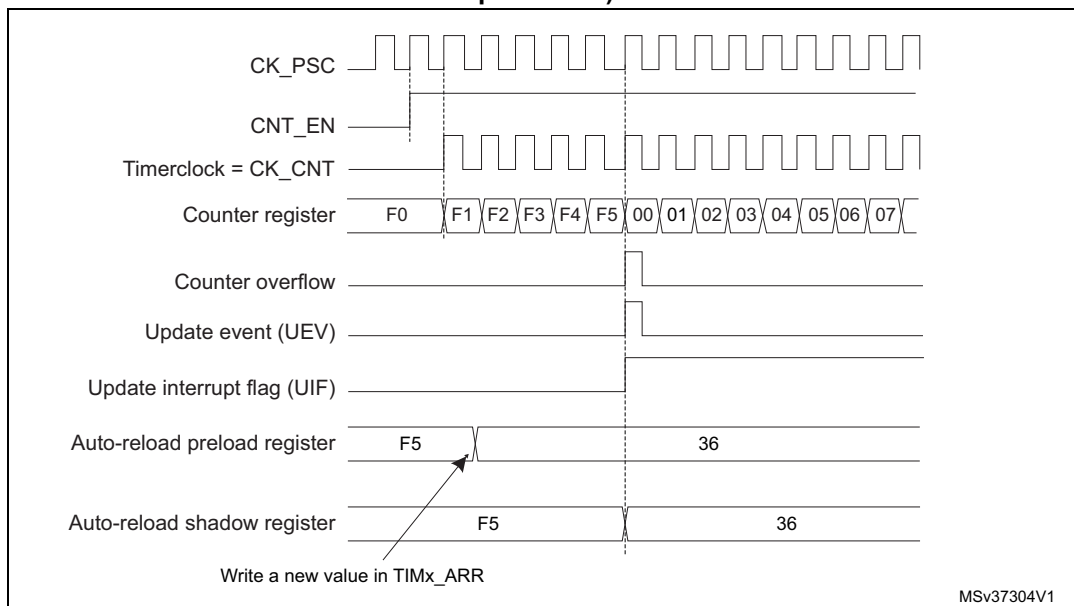 CK_PSC
CNT_EN
Timerclock = CK_CNT
Counter register F0 F1 F2 F3 F4 F5 00 01 02 03 04 05 06 07
Counter overflow
Update event (UEV)
Update interrupt flag (UIF)
Auto-reload preload register F5 36
Auto-reload shadow register F5 36
Write a new value in TIMx_ARR
MSv37304V1